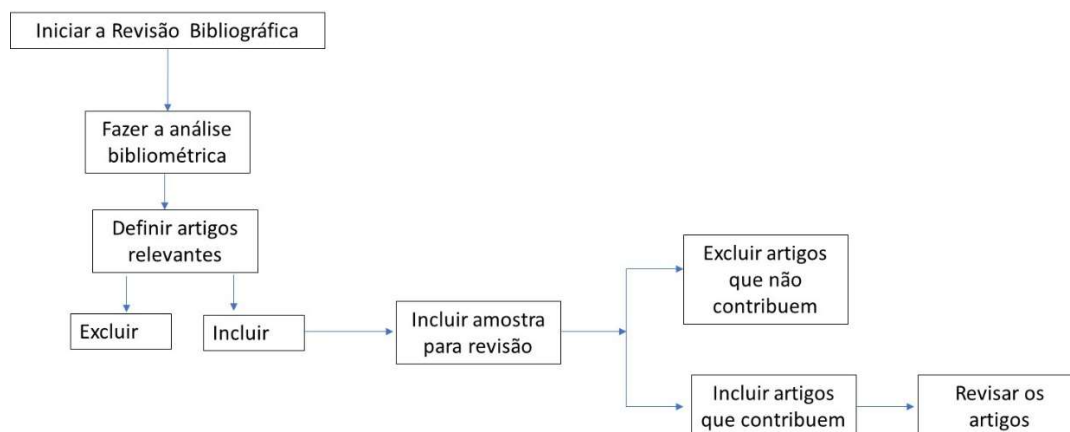 Iniciar a Revisão Bibliográfica
Fazer a análise
bibliométrica
Definir artigos
relevantes
Excluir
Incluir
Incluir amostra
para revisão
Excluir artigos
que não
contribuem
Incluir artigos
que contribuem
Revisar os
artigos